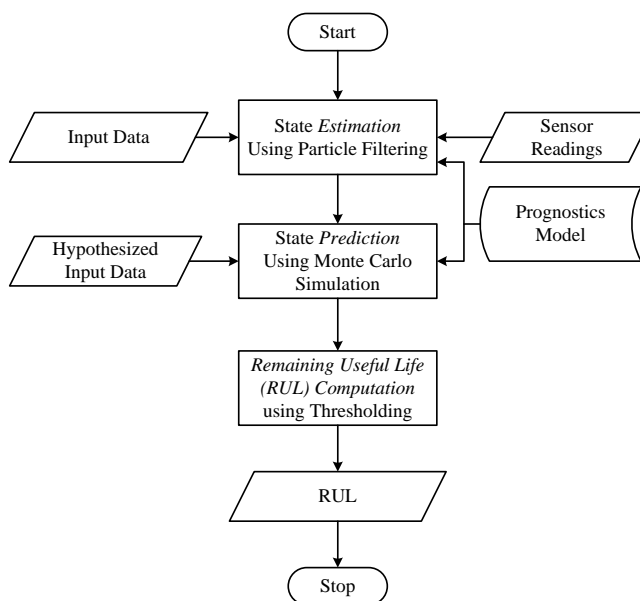 Start
Input Data
State Estimation
Using Particle Filtering
Sensor
Readings
Prognostics
Model
Hypothesized
Input Data
State Prediction
Using Monte Carlo
Simulation
Remaining Useful Life
(RUL) Computation
using Thresholding
RUL
Stop